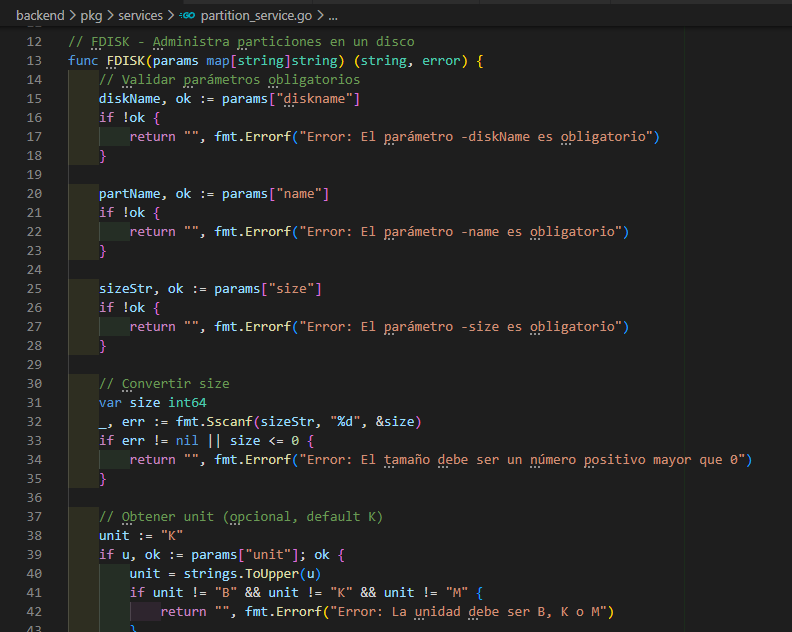 backend > pkg > services > GO partition_service.go > ...
12 // FDISK - Administra particiones en un disco
13 func FDISK(params map[string]string) (string, error) {
14     // Validar parámetros obligatorios
15     diskName, ok := params["diskname"]
16     if !ok {
17         return "", fmt.Errorf("Error: El parámetro -diskName es obligatorio")
18     }
19
20     partName, ok := params["name"]
21     if !ok {
22         return "", fmt.Errorf("Error: El parámetro -name es obligatorio")
23     }
24
25     sizeStr, ok := params["size"]
26     if !ok {
27         return "", fmt.Errorf("Error: El parámetro -size es obligatorio")
28     }
29
30     // Convertir size
31     var size int64
32     _, err := fmt.Sscanf(sizeStr, "%d", &size)
33     if err != nil || size <= 0 {
34         return "", fmt.Errorf("Error: El tamaño debe ser un número positivo mayor que 0")
35     }
36
37     // Obtener unit (opcional, default K)
38     unit := "K"
39     if u, ok := params["unit"]; ok {
40         unit = strings.ToUpper(u)
41         if unit != "B" && unit != "K" && unit != "M" {
42             return "", fmt.Errorf("Error: La unidad debe ser B, K o M")
43         }